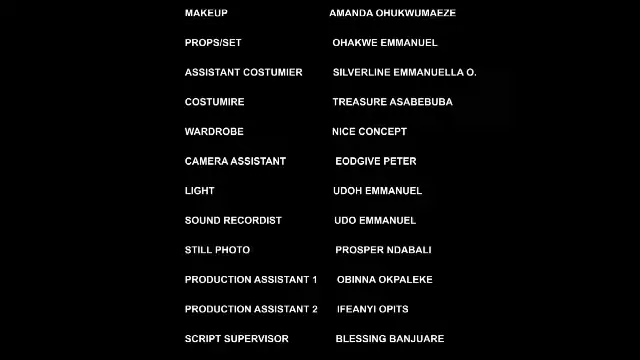 MAKEUP AMANDA OHUKWUMAEZE
PROPS/SET OHAKWE EMMANUEL
ASSISTANT COSTUMIER SILVERLINE EMMANUELLA O.
COSTUMIRE TREASURE ASABEBUBA
WARDROBE NICE CONCEPT
CAMERA ASSISTANT EODGIVE PETER
LIGHT UDOH EMMANUEL
SOUND RECORDIST UDO EMMANUEL
STILL PHOTO PROSPER NDABALI
PRODUCTION ASSISTANT 1 OBINNA OKPALEKE
PRODUCTION ASSISTANT 2 IFEANYI OPITS
SCRIPT SUPERVISOR BLESSING BANJUARE